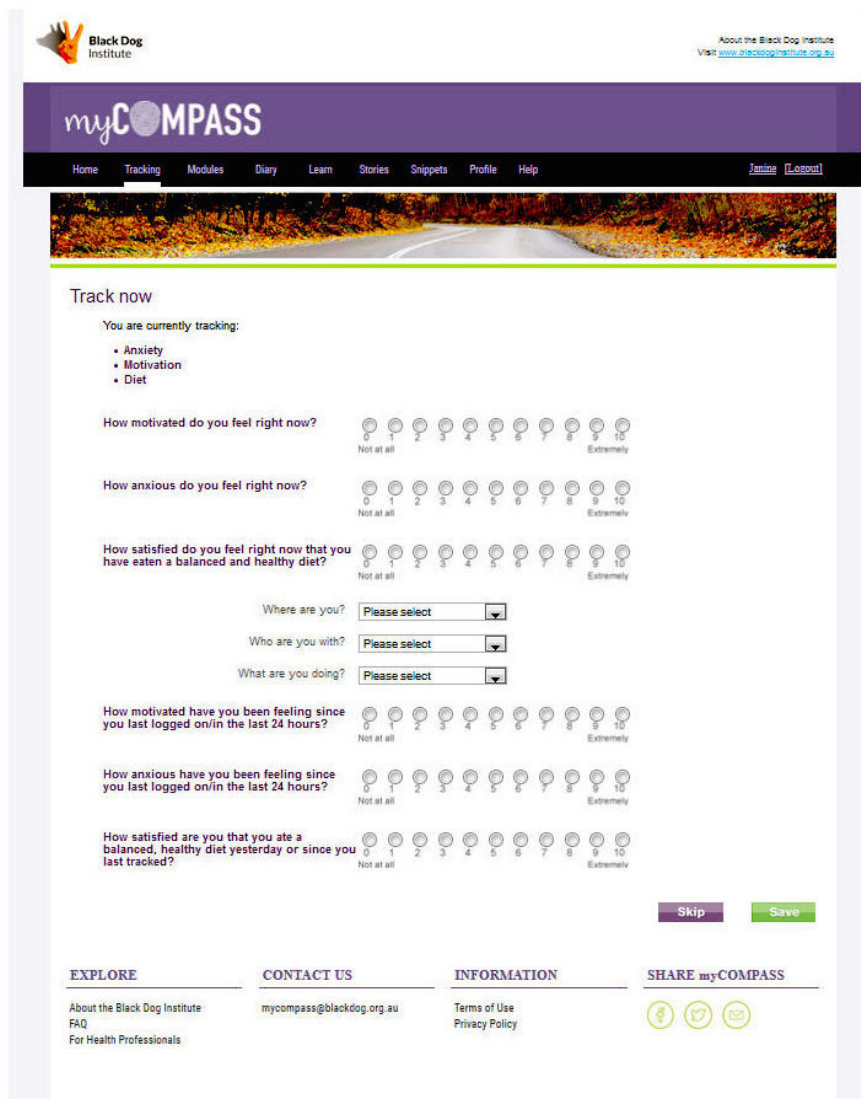 Black Dog
Institute
About the Black Dog Institute
Visit www.blackdoginstitute.org.au
myCOMPASS
Home Tracking Modules Diary Learn Stories Snippets Profile Help Janine [Logout]
Track now
You are currently tracking:
• Anxiety
• Motivation
• Diet
How motivated do you feel right now?
0 1 2 3 4 5 6 7 8 9 10
Not at all Extremely
How anxious do you feel right now?
0 1 2 3 4 5 6 7 8 9 10
Not at all Extremely
How satisfied do you feel right now that you
have eaten a balanced and healthy diet?
0 1 2 3 4 5 6 7 8 9 10
Not at all Extremely
Where are you? Please select
Who are you with? Please select
What are you doing? Please select
How motivated have you been feeling since
you last logged on/in the last 24 hours?
0 1 2 3 4 5 6 7 8 9 10
Not at all Extremely
How anxious have you been feeling since
you last logged on/in the last 24 hours?
0 1 2 3 4 5 6 7 8 9 10
Not at all Extremely
How satisfied are you that you ate a
balanced, healthy diet yesterday or since you
last tracked?
0 1 2 3 4 5 6 7 8 9 10
Not at all Extremely
Skip Save
EXPLORE CONTACT US INFORMATION SHARE myCOMPASS
About the Black Dog Institute mycompass@blackdog.org.au Terms of Use
FAQ Privacy Policy
For Health Professionals